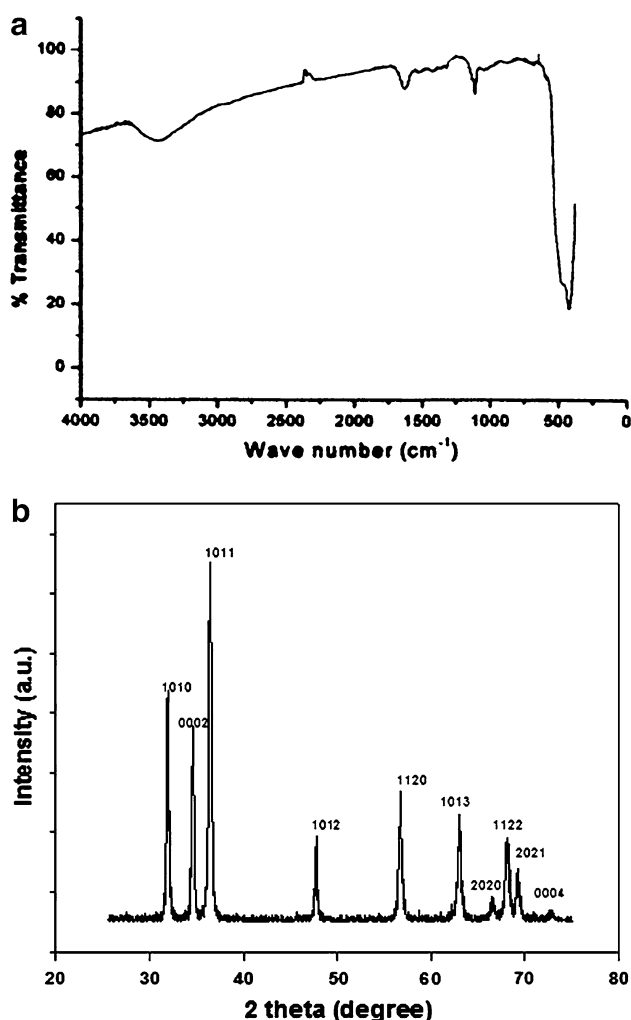 a
100
80
60
40
20
0
% Transmittance
4000 3500 3000 2500 2000 1500 1000 500 0
Wave number (cm⁻¹)
b
1011
1010
0002
1012
1120
1013
2020
1122
2021
0004
Intensity (a.u.)
20 30 40 50 60 70 80
2 theta (degree)